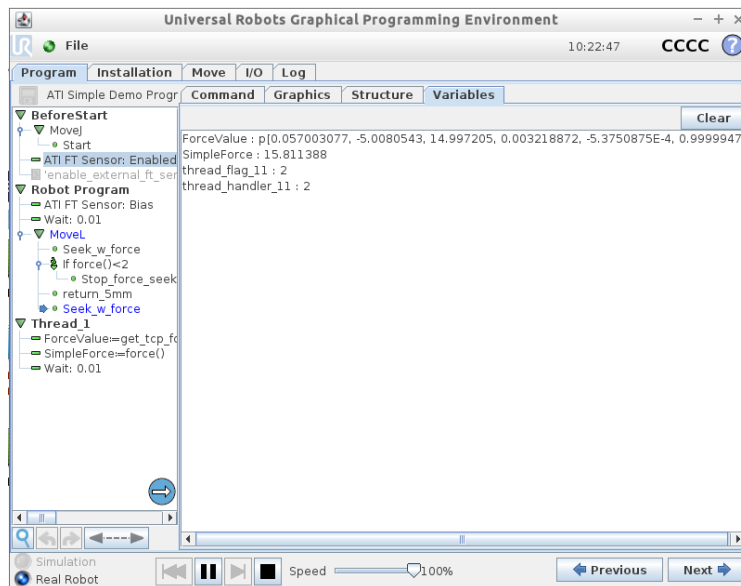 Universal Robots Graphical Programming Environment
File
10:22:47
CCCC
?
Program Installation Move I/O Log
ATI Simple Demo Progr
Command Graphics Structure Variables
Clear
BeforeStart
MoveJ
Start
ATI FT Sensor: Enabled
'enable_external_ft_ser
Robot Program
ATI FT Sensor: Bias
Wait: 0.01
MoveL
Seek_w_force
If force()<2
Stop_force_seek
return_5mm
Seek_w_force
Thread_1
ForceValue:=get_tcp_fo
SimpleForce:=force()
Wait: 0.01
ForceValue : p[0.057003077, -5.0080543, 14.997205, 0.003218872, -5.3750875E-4, 0.9999947
SimpleForce : 15.811388
thread_flag_11 : 2
thread_handler_11 : 2
Simulation
Real Robot
Speed
100%
Previous
Next